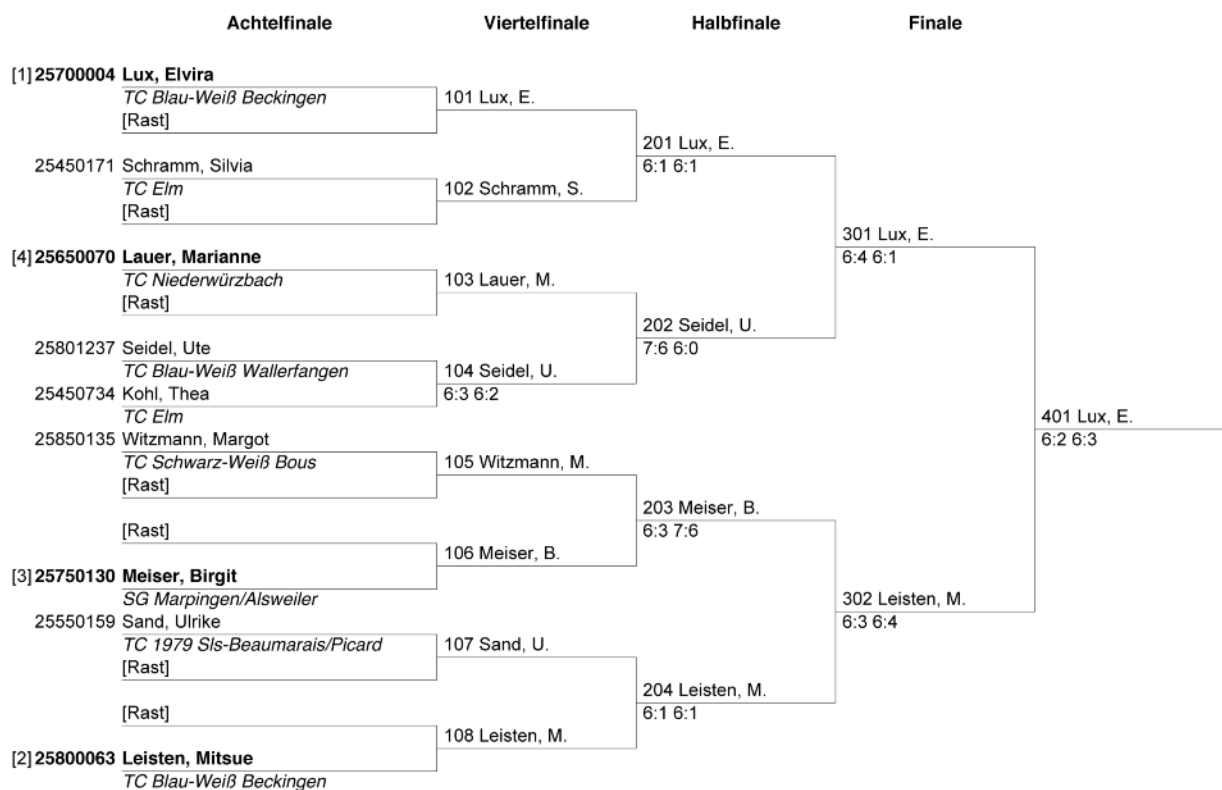 Achtelfinale Viertelfinale Halbfinale Finale
[1] 25700004 Lux, Elvira
TC Blau-Weiß Beckingen
101 Lux, E.
[Rast]
201 Lux, E.
6:1 6:1
25450171 Schramm, Silvia
TC Elm
102 Schramm, S.
[Rast]
301 Lux, E.
6:4 6:1
[4] 25650070 Lauer, Marianne
TC Niederwürzbach
103 Lauer, M.
[Rast]
202 Seidel, U.
7:6 6:0
25801237 Seidel, Ute
TC Blau-Weiß Wallerfangen
104 Seidel, U.
25450734 Kohl, Thea
6:3 6:2
TC Elm
401 Lux, E.
6:2 6:3
25850135 Witzmann, Margot
TC Schwarz-Weiß Bous
105 Witzmann, M.
[Rast]
203 Meiser, B.
6:3 7:6
[Rast]
106 Meiser, B.
[3] 25750130 Meiser, Birgit
SG Marpingen/Alsweiler
302 Leisten, M.
6:3 6:4
25550159 Sand, Ulrike
TC 1979 Sls-Beaumarais/Picard
107 Sand, U.
[Rast]
204 Leisten, M.
6:1 6:1
[Rast]
108 Leisten, M.
[2] 25800063 Leisten, Mitsue
TC Blau-Weiß Beckingen